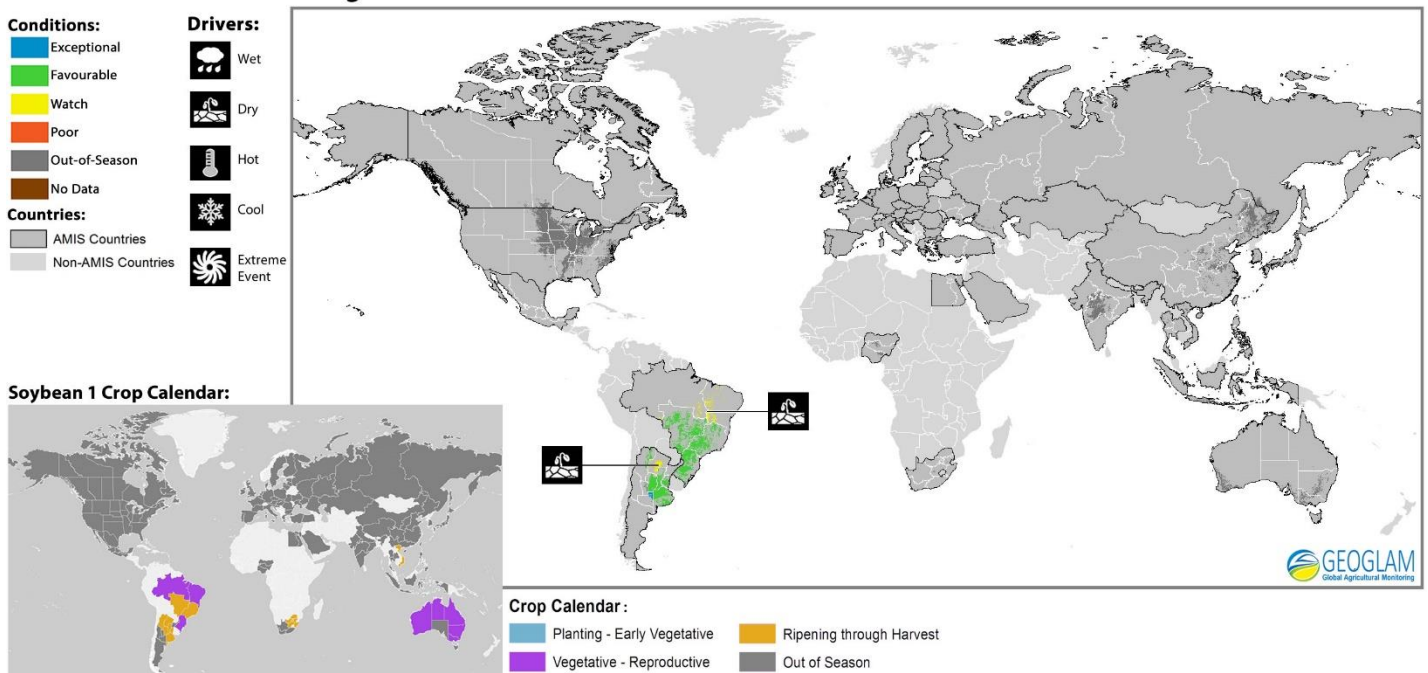 Conditions:
Exceptional
Favourable
Watch
Poor
Out-of-Season
No Data
Countries:
AMIS Countries
Non-AMIS Countries
Drivers:
Wet
Dry
Hot
Cool
Extreme
Event
GEOGLAM
Global Agricultural Monitoring
Soybean 1 Crop Calendar:
Crop Calendar :
Planting - Early Vegetative
Vegetative - Reproductive
Ripening through Harvest
Out of Season